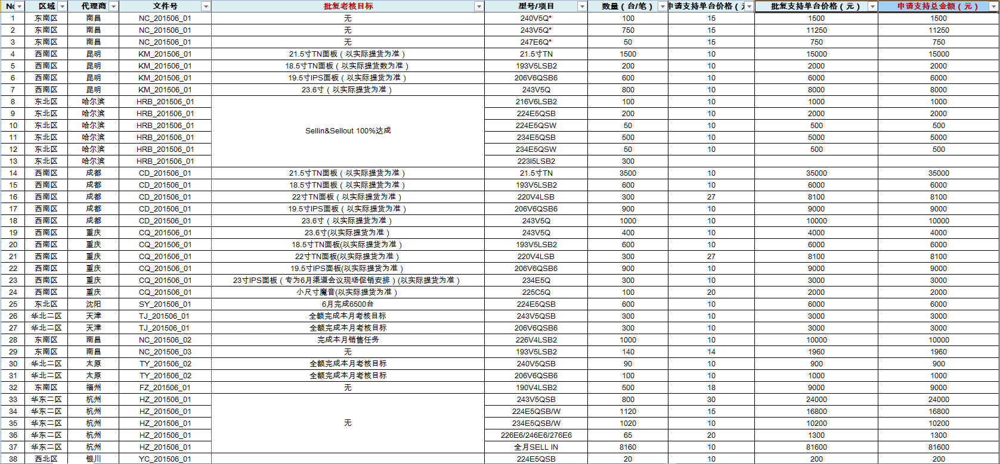 No 区域 代理商 文件号 批复考核目标 型号/项目 数量（台/笔） 申请支持单台价格（元 批复支持单台价格（元） 申请支持总金额（元）
1 东南区 南昌 NC_201506_01 无 240V5Q* 100 15 1500 1500
2 东南区 南昌 NC_201506_01 无 243V5Q* 750 15 11250 11250
3 东南区 南昌 NC_201506_01 无 247E6Q* 50 15 750 750
4 西南区 昆明 KM_201506_01 21.5寸TN面板（以实际提货为准） 21.5寸TN 1500 10 15000 15000
5 西南区 昆明 KM_201506_01 18.5寸TN面板（以实际提货数为准） 193V5LSB2 200 10 2000 2000
6 西南区 昆明 KM_201506_01 19.5寸IPS面板（以实际提货为准） 206V6QSB6 600 10 6000 6000
7 西南区 昆明 KM_201506_01 23.6寸（以实际提货为准） 243V5Q 800 10 8000 8000
8 东北区 哈尔滨 HRB_201506_01 216V6LSB2 100 10 1000 1000
9 东北区 哈尔滨 HRB_201506_01 224E5QSB 200 10 2000 2000
10 东北区 哈尔滨 HRB_201506_01 Sellin&Sellout 100%达成 224E5QSW 50 10 500 500
11 东北区 哈尔滨 HRB_201506_01 234E5QSB 500 10 5000 5000
12 东北区 哈尔滨 HRB_201506_01 234E5QSW 50 10 500 500
13 东北区 哈尔滨 HRB_201506_01 223I5LSB2 300
14 西南区 成都 CD_201506_01 21.5寸TN面板（以实际提货为准） 21.5寸TN 3500 10 35000 35000
15 西南区 成都 CD_201506_01 18.5寸TN面板（以实际提货为准） 193V5LSB2 600 10 6000 6000
16 西南区 成都 CD_201506_01 22寸TN面板（以实际提货为准） 220V4LSB 300 27 8100 8100
17 西南区 成都 CD_201506_01 19.5寸IPS面板（以实际提货为准） 206V6QSB6 900 10 9000 9000
18 西南区 成都 CD_201506_01 23.6寸（以实际提货为准） 243V5Q 1000 10 10000 10000
19 西南区 重庆 CQ_201506_01 23.6寸(以实际提货为准） 243V5Q 400 10 4000 4000
20 西南区 重庆 CQ_201506_01 18.5寸TN面板(以实际提货为准） 193V5LSB2 600 10 6000 6000
21 西南区 重庆 CQ_201506_01 22寸TN面板(以实际提货为准） 220V4LSB 300 27 8100 8100
22 西南区 重庆 CQ_201506_01 19.5寸IPS面板(以实际提货为准） 206V6QSB6 900 10 9000 9000
23 西南区 重庆 CQ_201506_01 23寸IPS面板（专为6月渠道会议现场促销安排）(以实际提货为准） 234E5Q 300 10 3000 3000
24 西南区 重庆 CQ_201506_01 小尺寸魔音(以实际提货为准） 225C5Q 100 20 2000 2000
25 东北区 沈阳 SY_201506_01 6月完成6500台 224E5QSB 600 10 6000 6000
26 华北二区 天津 TJ_201506_01 全额完成本月考核目标 243V5QSB 300 10 3000 3000
27 华北二区 天津 TJ_201506_01 全额完成本月考核目标 206V6QSB6 300 10 3000 3000
28 东南区 南昌 NC_201506_02 完成本月销售任务 226V4LSB2 1000 10 10000 10000
29 东南区 南昌 NC_201506_03 无 193V5LSB2 140 14 1960 1960
30 华北二区 太原 TY_201506_02 全额完成本月考核目标 240V5QSB 90 10 900 900
31 华北二区 太原 TY_201506_02 全额完成本月考核目标 206V6QSB6 100 10 1000 1000
32 东南区 福州 FZ_201506_01 无 190V4LSB2 500 18 9000 9000
33 华东二区 杭州 HZ_201506_01 243V5QSB 800 30 24000 24000
34 华东二区 杭州 HZ_201506_01 224E5QSB/W 1120 15 16800 16800
35 华东二区 杭州 HZ_201506_01 无 234E5QSB/W 1020 10 10200 10200
36 华东二区 杭州 HZ_201506_01 226E6/246E6/276E6 65 20 1300 1300
37 华东二区 杭州 HZ_201506_01 全月SELL IN 8160 10 81600 81600
38 西北区 银川 YC_201506_01 224E5QSB 20 10 200 200